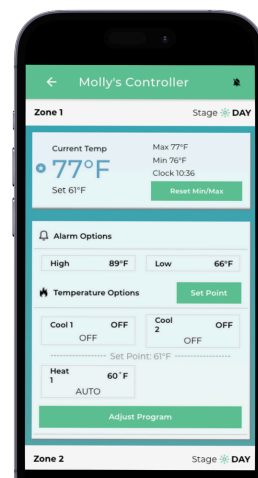 Molly's Controller
Zone 1 Stage DAY
Current Temp
77°F
Set 61°F
Max 77°F
Min 76°F
Clock 10:36
Reset Min/Max
Alarm Options
High 89°F Low 66°F
Temperature Options Set Point
Cool 1 OFF
OFF
Cool 2 OFF
OFF
Set Point: 61°F
Heat 1 60°F
AUTO
Adjust Program
Zone 2 Stage DAY